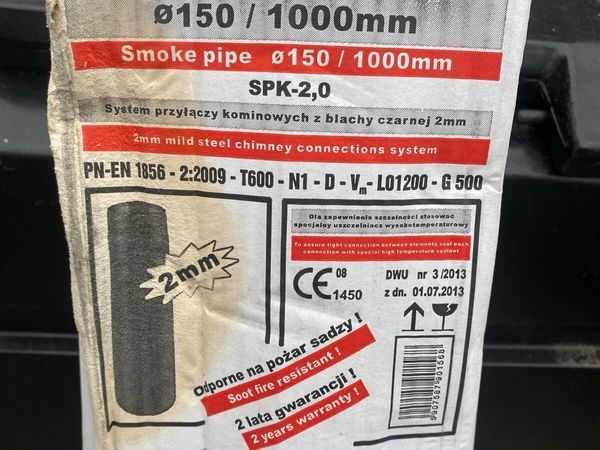 ø150 / 1000mm
Smoke pipe ø150 / 1000mm
SPK-2,0
System przyłączy kominowych z blachy czarnej 2mm
2mm mild steel chimney connections system
PN-EN 1856 - 2:2009 - T600 - N1 - D - Vm- L01200 - G 500
2mm
Dla zapewnienia szczelności stosować
specjalny uszczelniacz wysokotemperaturowy
To assure tight connection between elements seal each
connection with special high temperature sealant
CE 08
1450
DWU nr 3/2013
z dn. 01.07.2013
Odporne na pożar sadzy !
Soot fire resistant !
2 lata gwarancji !
2 years warranty !
5907587901568